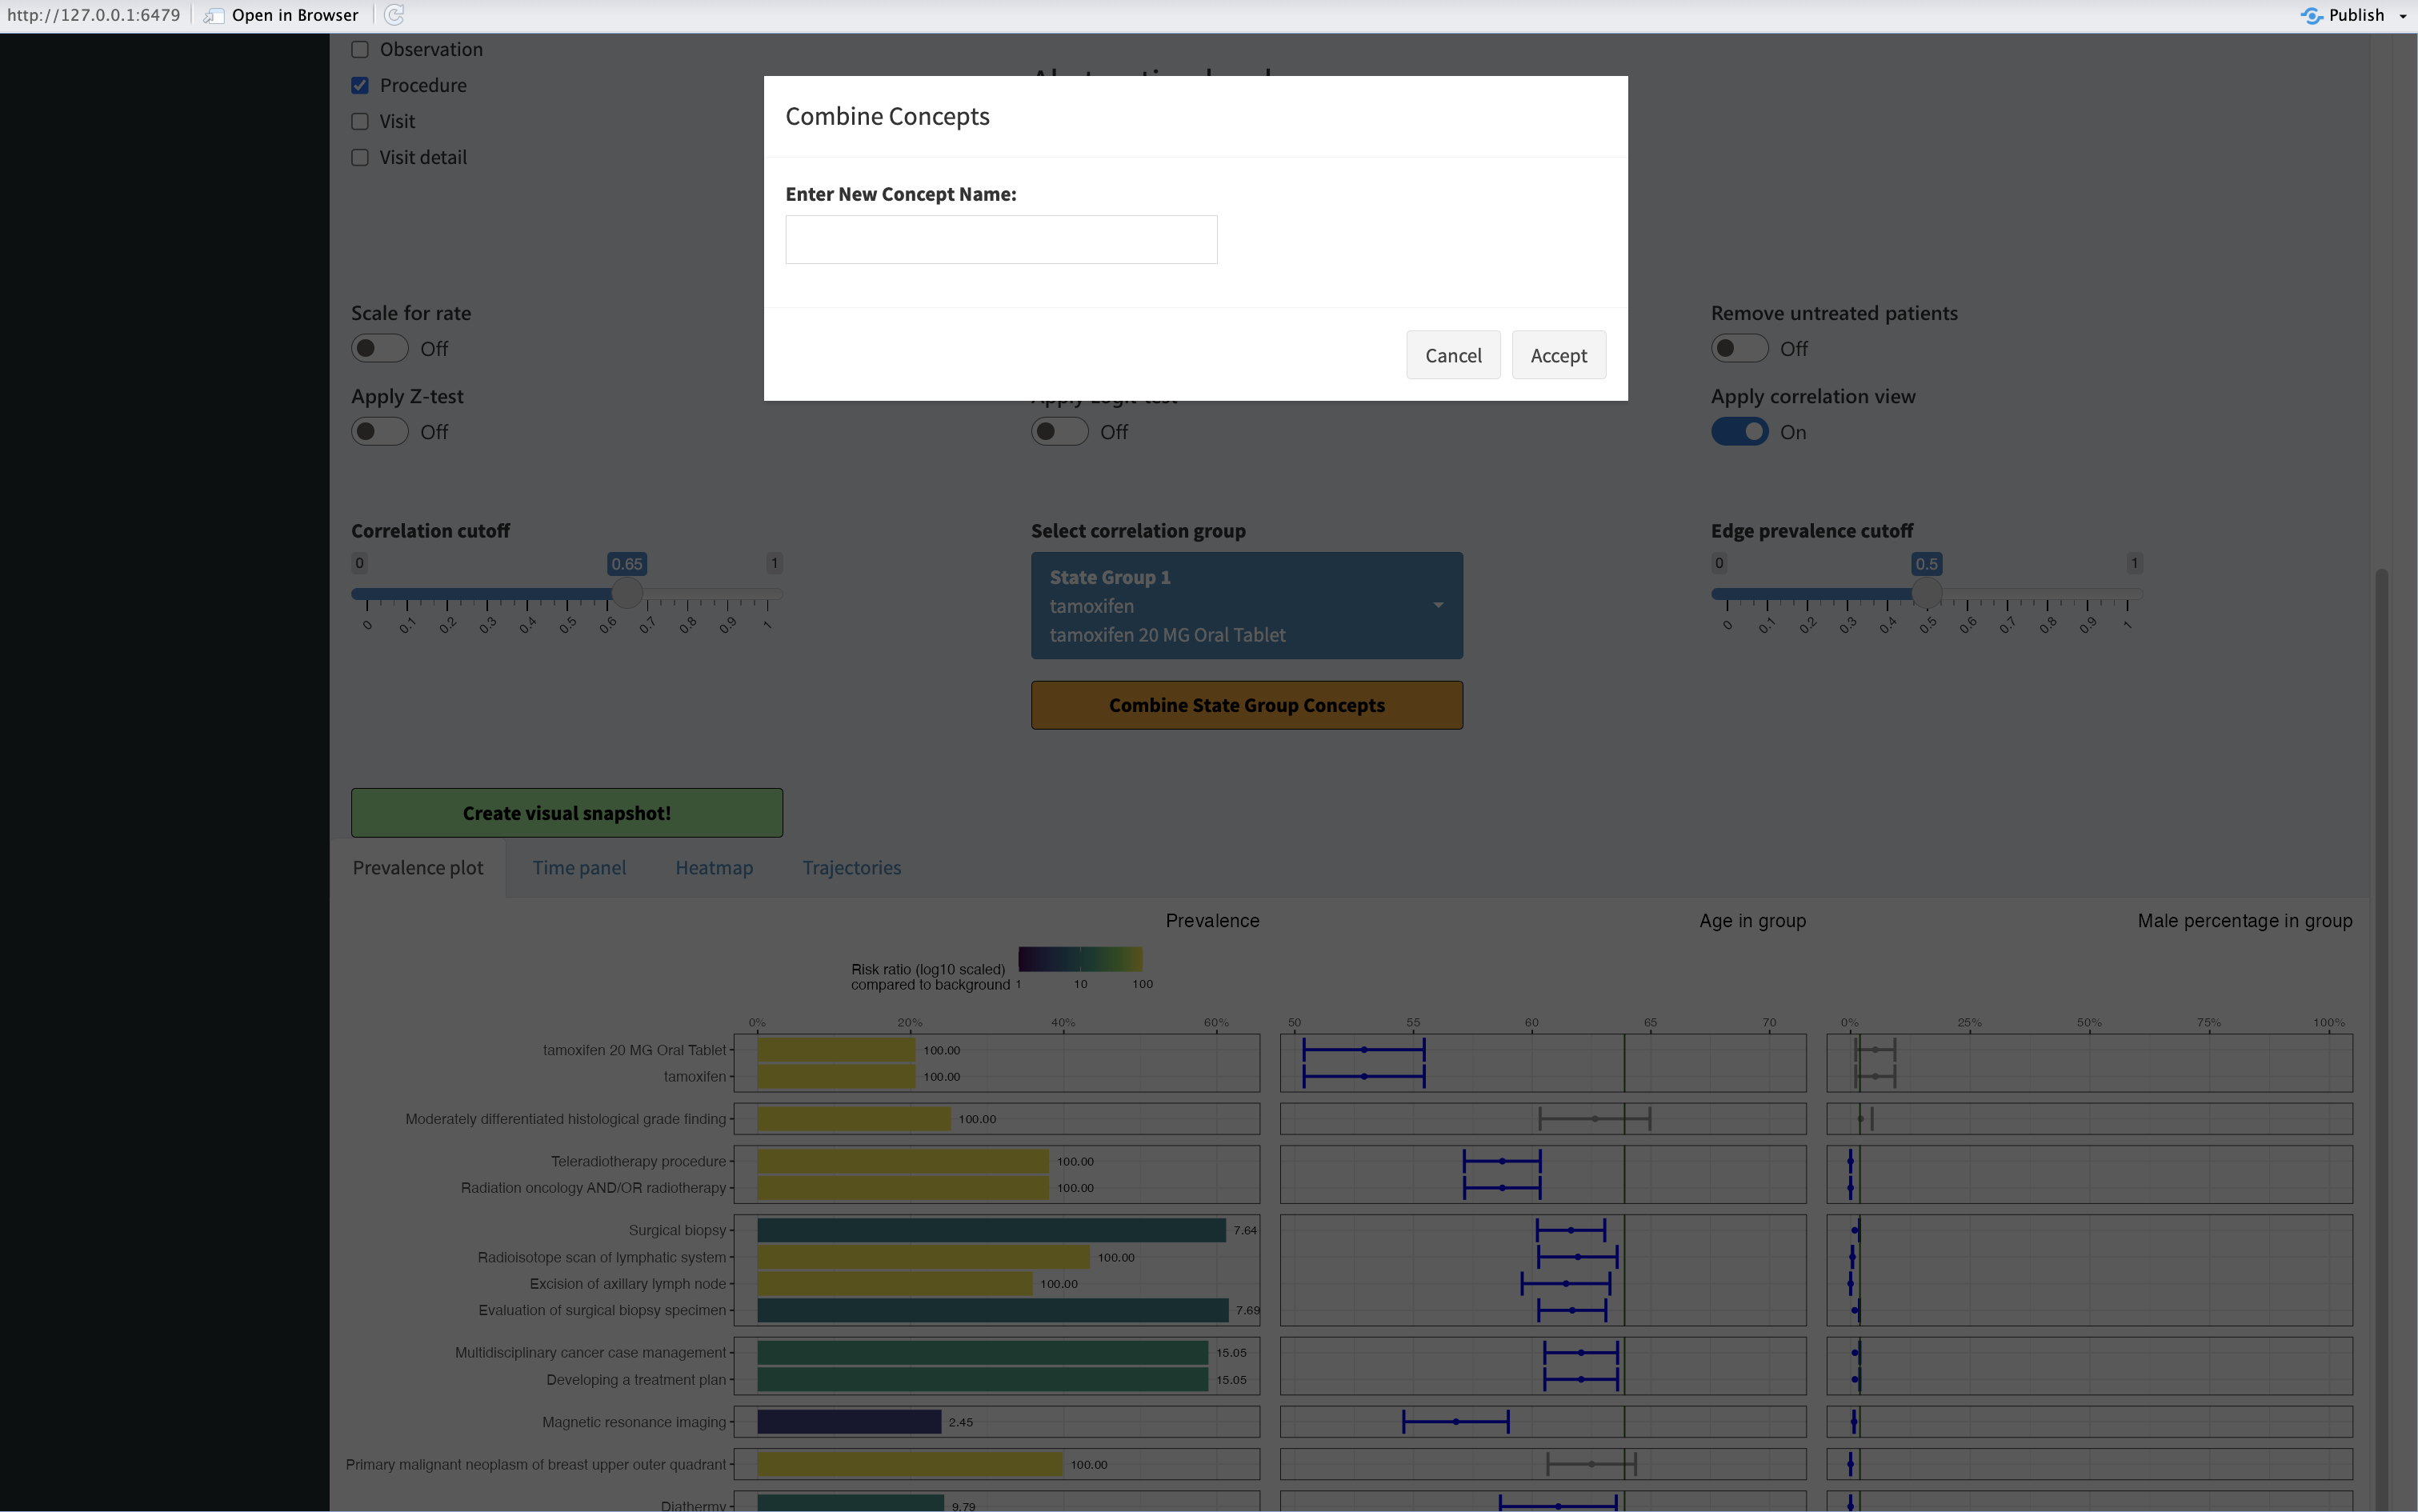 http://127.0.0.1:6479 Open in Browser Publish
Observation
Procedure
Visit
Visit detail
Combine Concepts
Enter New Concept Name:
Cancel Accept
Scale for rate
Off
Remove untreated patients
Off
Apply Z-test
Off
Off
Apply correlation view
On
Correlation cutoff
0 0.65 1
0 0.1 0.2 0.3 0.4 0.5 0.6 0.7 0.8 0.9 1
Select correlation group
State Group 1
tamoxifen
tamoxifen 20 MG Oral Tablet
Combine State Group Concepts
Edge prevalence cutoff
0 0.5 1
0 0.1 0.2 0.3 0.4 0.5 0.6 0.7 0.8 0.9 1
Create visual snapshot!
Prevalence plot Time panel Heatmap Trajectories
Prevalence Age in group Male percentage in group
Risk ratio (log10 scaled)
compared to background 1 10 100
0% 20% 40% 60% 50 55 60 65 70 0% 25% 50% 75% 100%
tamoxifen 20 MG Oral Tablet 100.00
tamoxifen 100.00
Moderately differentiated histological grade finding 100.00
Teleradiotherapy procedure 100.00
Radiation oncology AND/OR radiotherapy 100.00
Surgical biopsy 7.64
Radioisotope scan of lymphatic system 100.00
Excision of axillary lymph node 100.00
Evaluation of surgical biopsy specimen 7.69
Multidisciplinary cancer case management 15.05
Developing a treatment plan 15.05
Magnetic resonance imaging 2.45
Primary malignant neoplasm of breast upper outer quadrant 100.00
Diathermy 9.79